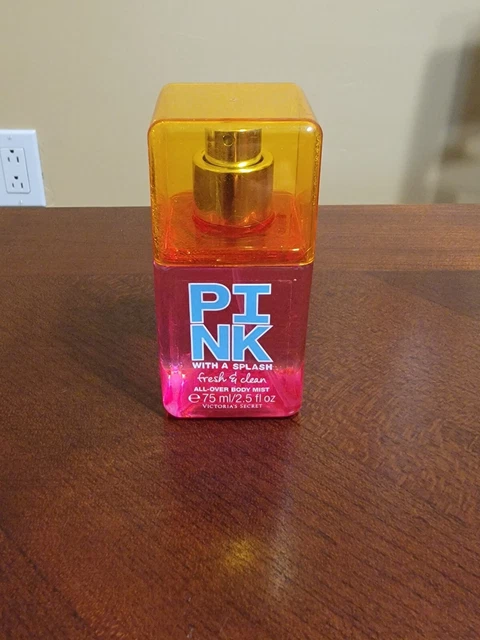 PI
NK
WITH A SPLASH
fresh & clean
ALL-OVER BODY MIST
℮ 75 ml/2.5 fl oz
VICTORIA'S SECRET